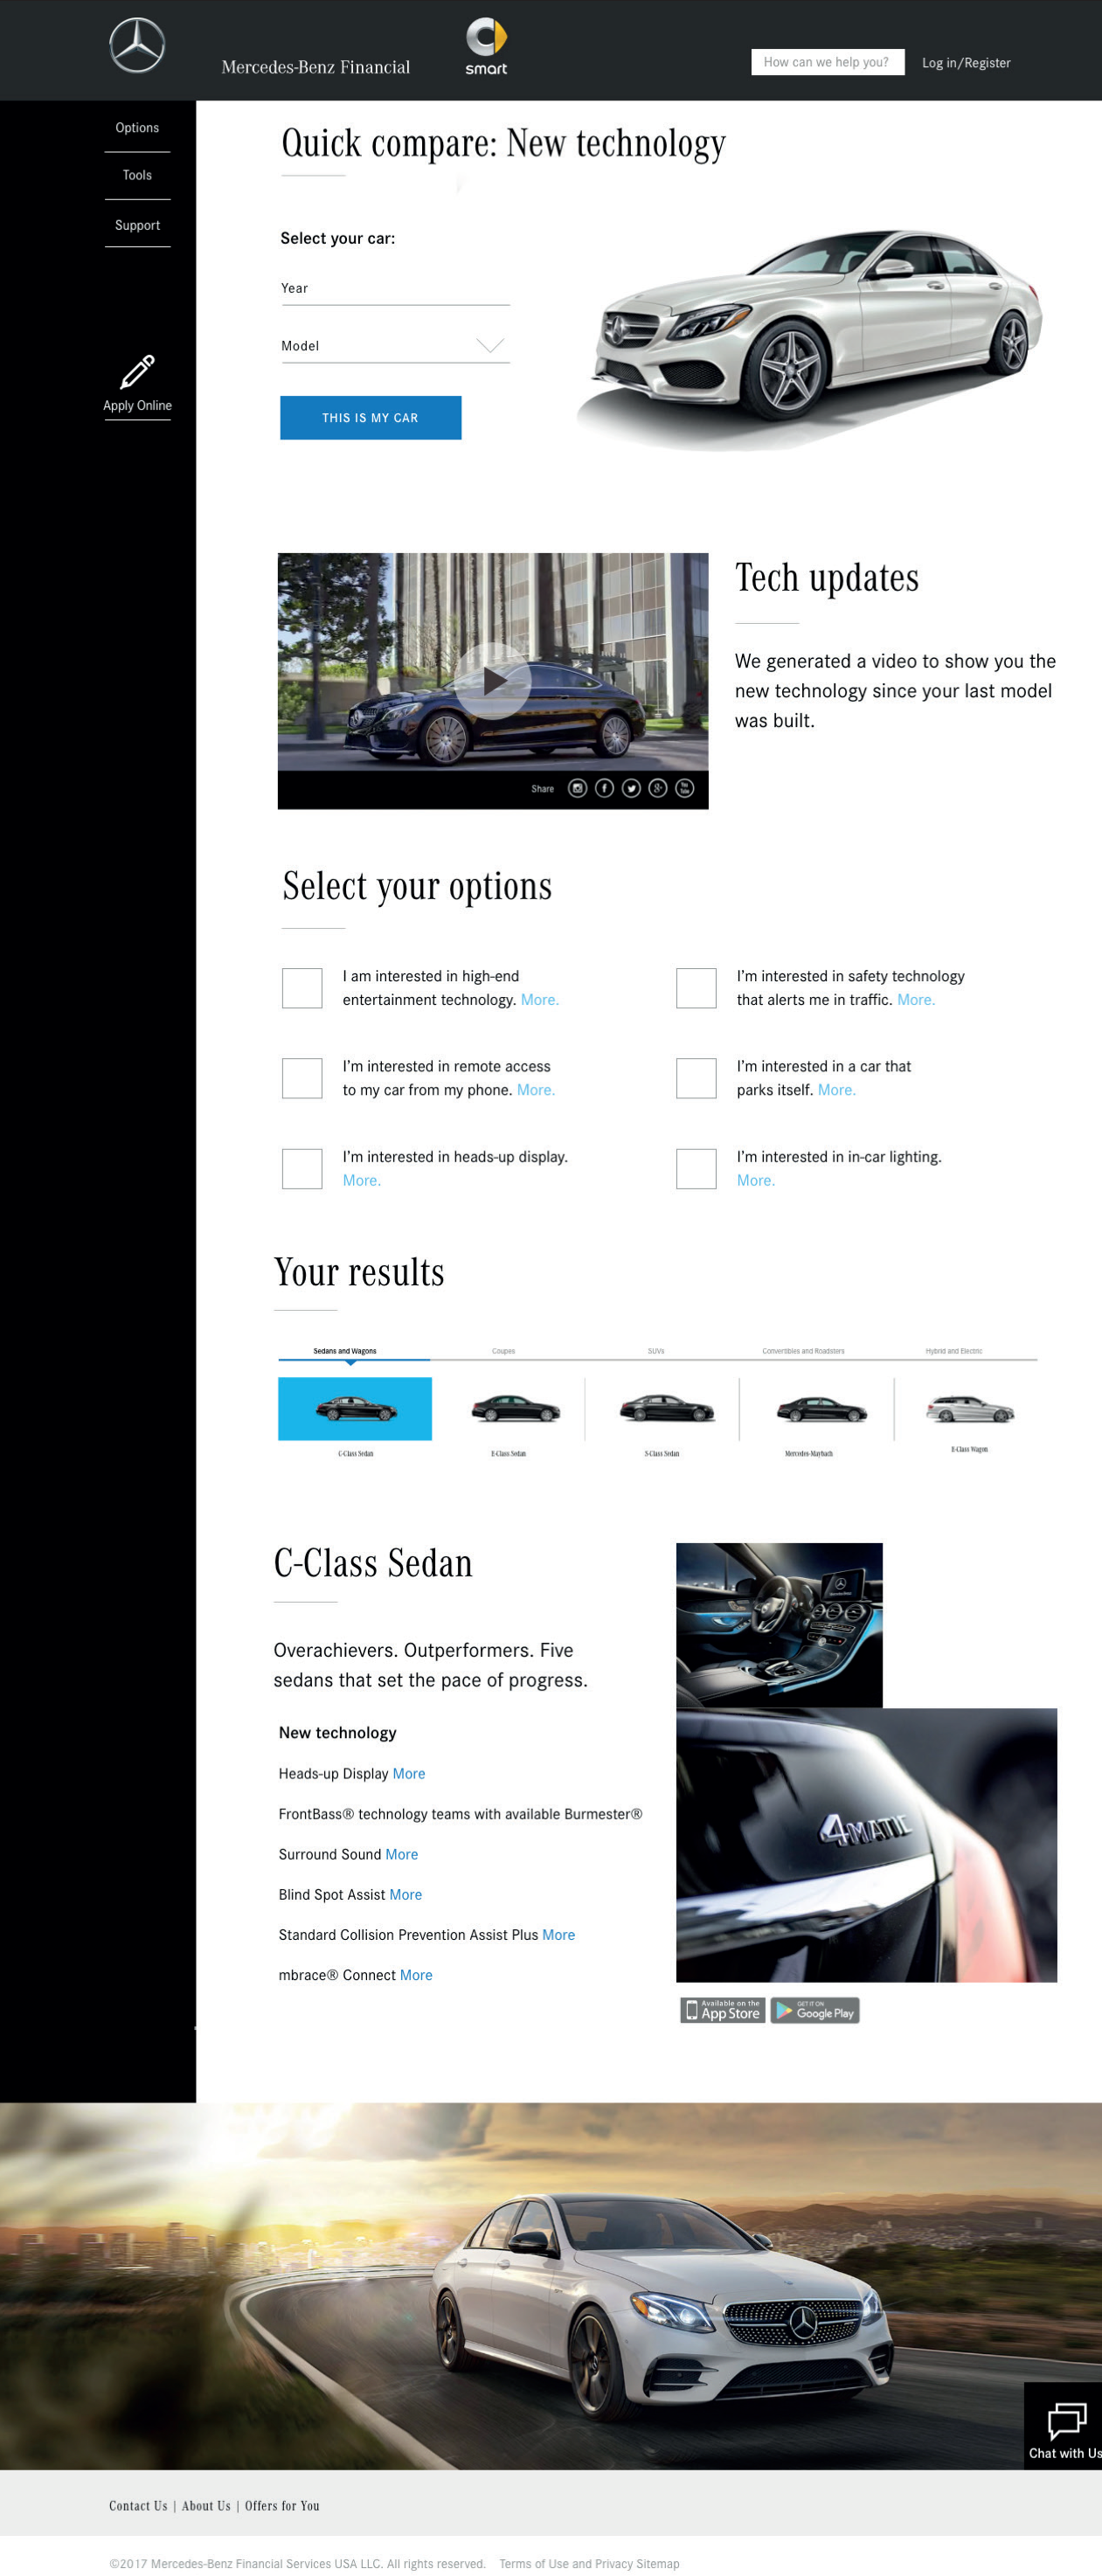 Mercedes-Benz Financial
smart
How can we help you?
Log in/Register
Options
Tools
Support
Apply Online
Quick compare: New technology
Select your car:
Year
Model
THIS IS MY CAR
Tech updates
We generated a video to show you the
new technology since your last model
was built.
Share
You
Tube
Select your options
I am interested in high-end
entertainment technology. More.
I'm interested in safety technology
that alerts me in traffic. More.
I'm interested in remote access
to my car from my phone. More.
I'm interested in a car that
parks itself. More.
I'm interested in heads-up display.
More.
I'm interested in in-car lighting.
More.
Your results
Sedans and Wagons
Coupes
SUVs
Convertibles and Roadsters
Hybrid and Electric
C-Class Sedan
E-Class Sedan
S-Class Sedan
Mercedes-Maybach
E-Class Wagon
C-Class Sedan
Overachievers. Outperformers. Five
sedans that set the pace of progress.
New technology
Heads-up Display More
FrontBass® technology teams with available Burmester®
Surround Sound More
Blind Spot Assist More
Standard Collision Prevention Assist Plus More
mbrace® Connect More
4MATIC
Available on the
App Store
GET IT ON
Google Play
Chat with Us
Contact Us | About Us | Offers for You
©2017 Mercedes-Benz Financial Services USA LLC. All rights reserved. Terms of Use and Privacy Sitemap